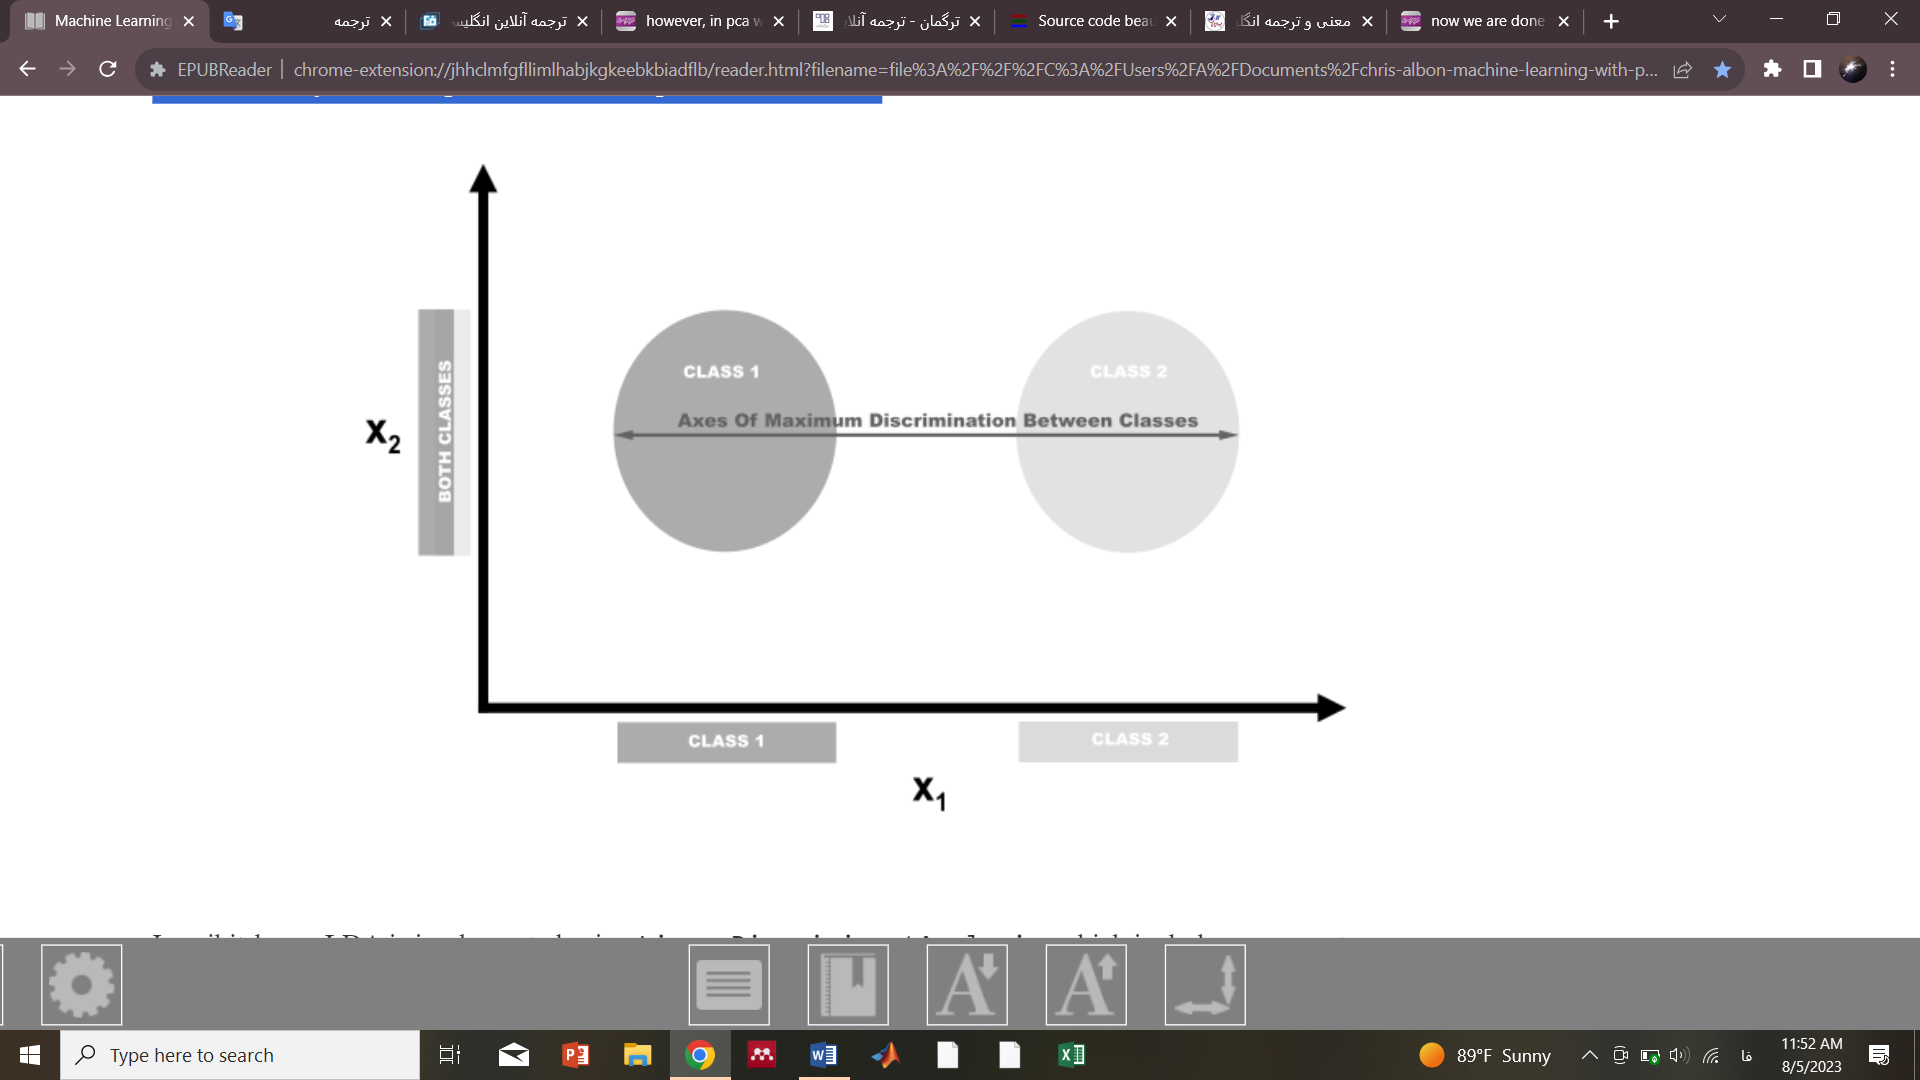 Machine Learning
ترجمه
ترجمه آنلاین انگلیس
however, in pca w
ترگمان - ترجمه آنلا
Source code beau
معنی و ترجمه انگ
now we are done
EPUBReader
chrome-extension://jhhclmfgfllimlhabjkgkeebkbiadflb/reader.html?filename=file%3A%2F%2F%2FC%3A%2FUsers%2FA%2FDocuments%2Fchris-albon-machine-learning-with-p...
CLASS 1
CLASS 2
Axes Of Maximum Discrimination Between Classes
BOTH CLASSES
X2
CLASS 1
CLASS 2
X1
Type here to search
89°F Sunny
فا
11:52 AM
8/5/2023